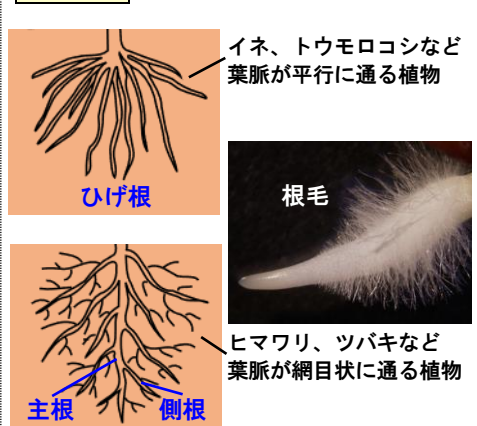 イネ、トウモロコシなど
葉脈が平行に通る植物
ひげ根
根毛
ヒマワリ、ツバキなど
葉脈が網目状に通る植物
主根
側根